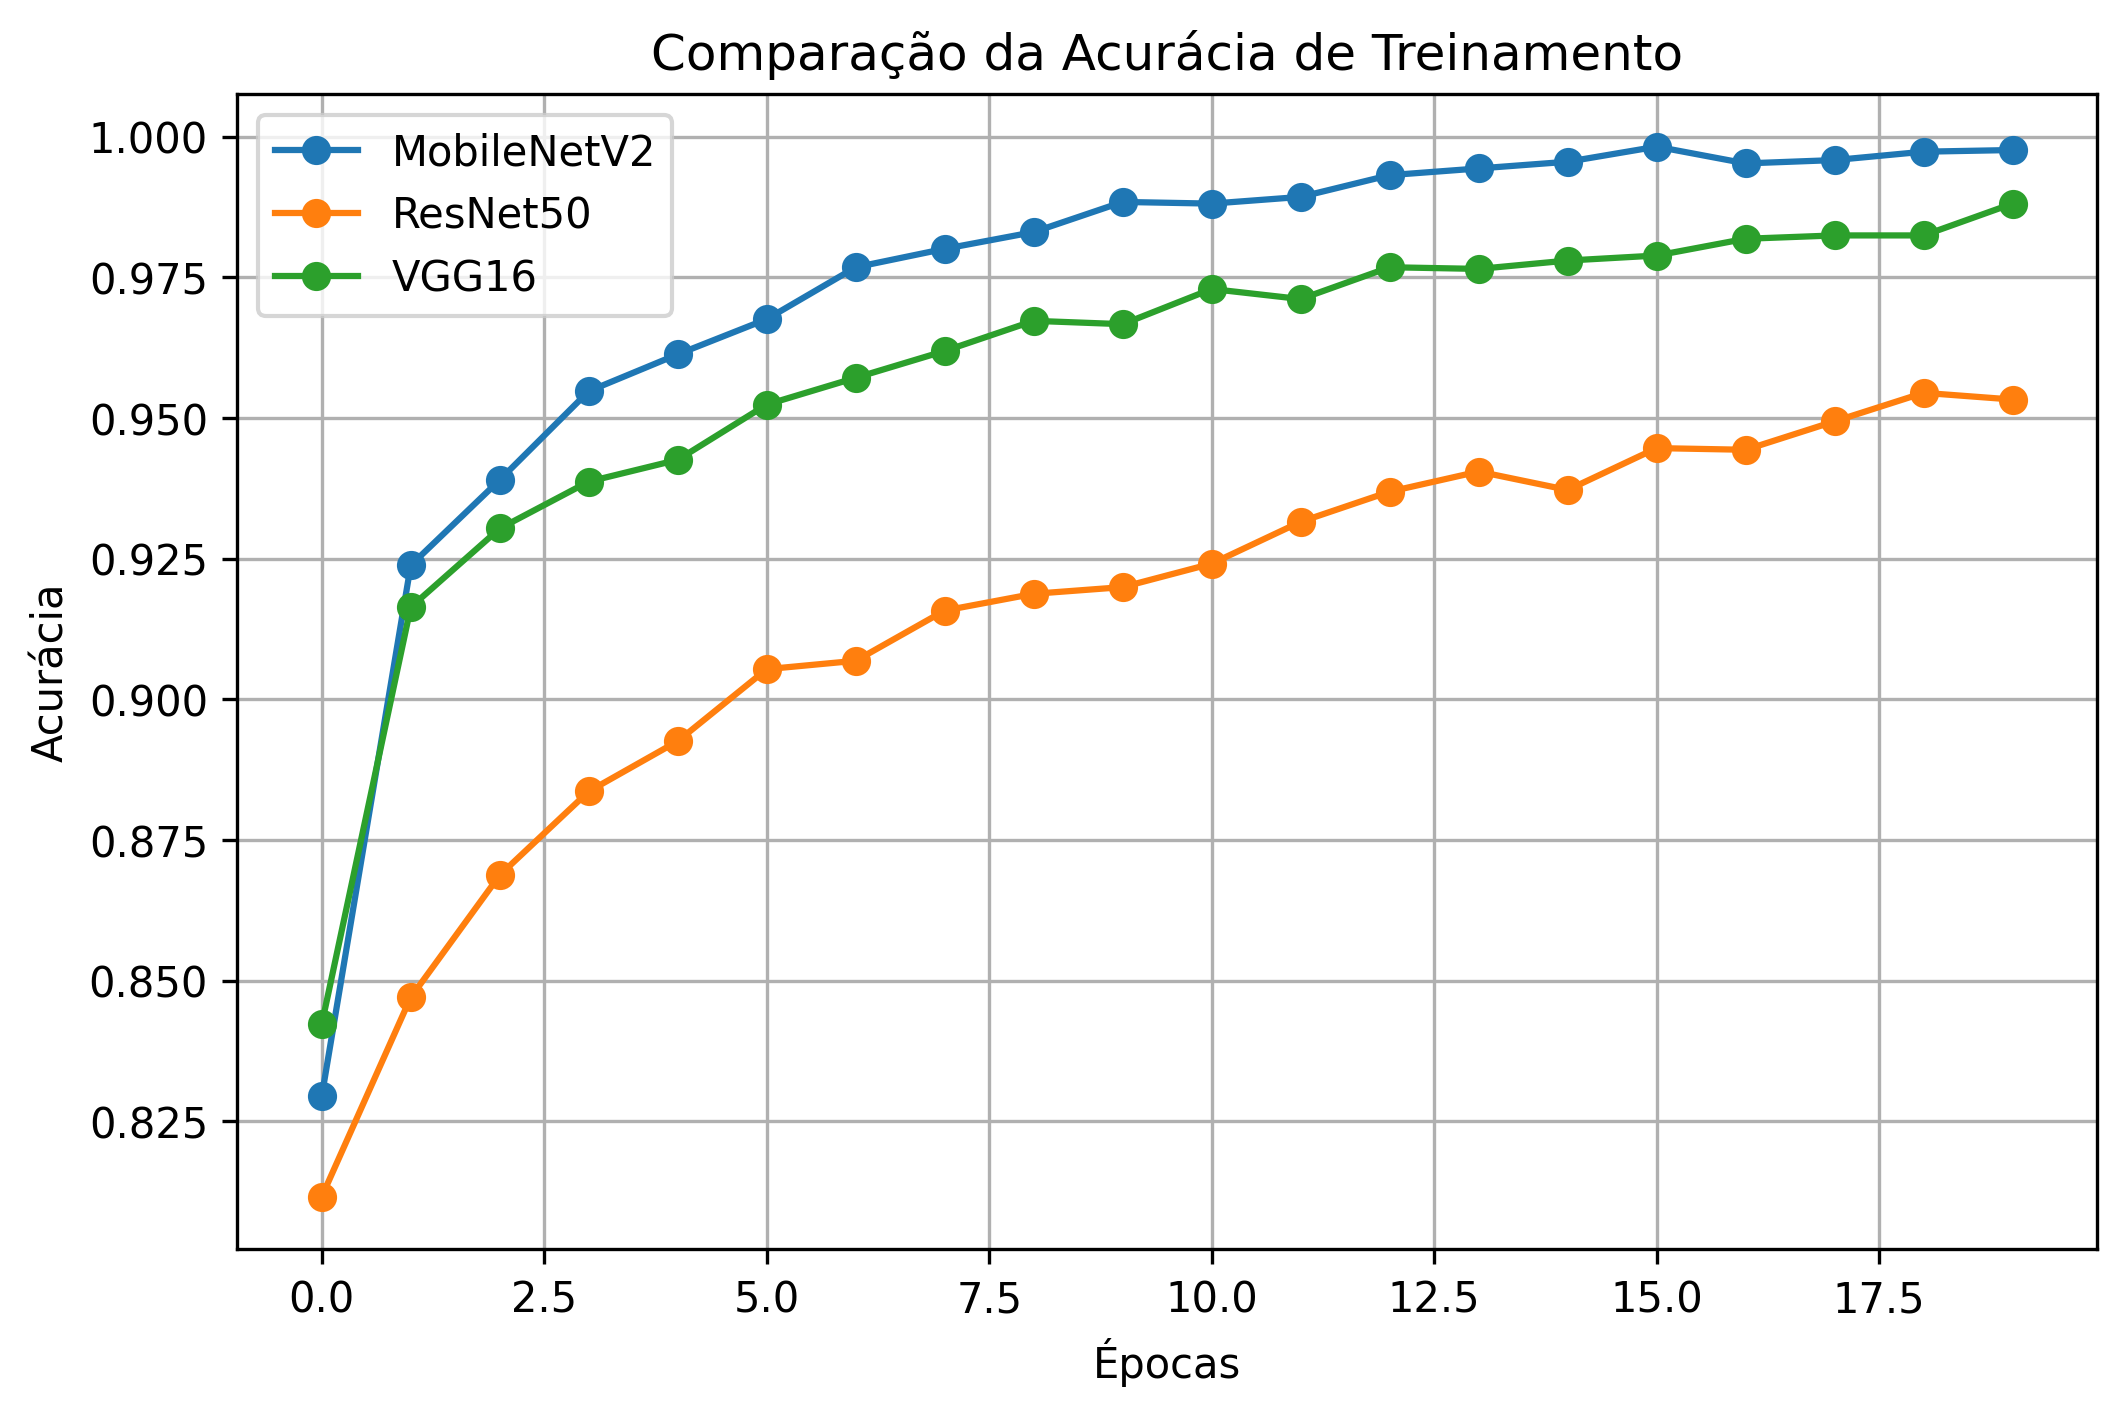 Comparação da Acurácia de Treinamento
MobileNetV2
ResNet50
VGG16
1.000
0.975
0.950
0.925
0.900
0.875
0.850
0.825
Acurácia
0.0 2.5 5.0 7.5 10.0 12.5 15.0 17.5
Épocas